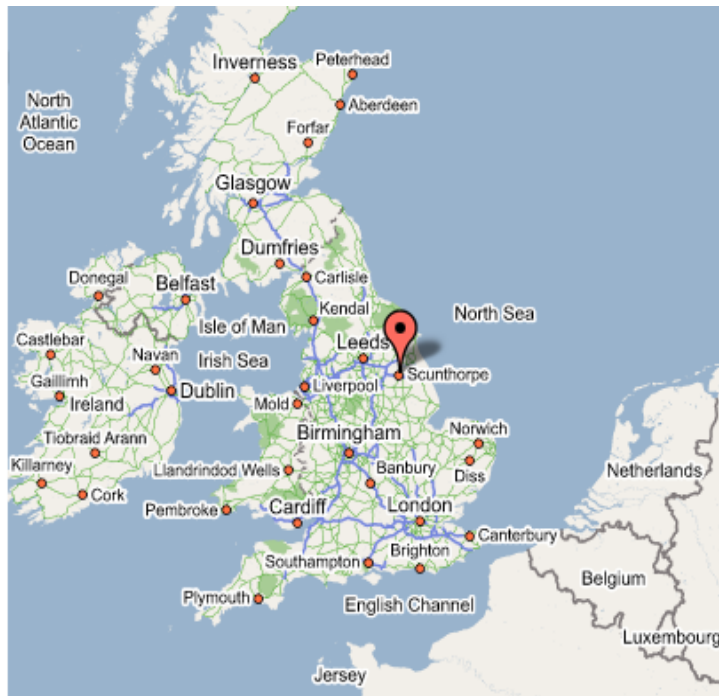 Inverness
Peterhead
North
Atlantic
Ocean
Aberdeen
Forfar
Glasgow
Dumfries
Donegal
Belfast
Carlisle
Isle of Man
Kendal
North Sea
Castlebar
Navan
Irish Sea
Leeds
Gaillimh
Ireland
Dublin
Liverpool
Scunthorpe
Mold
Tiobraid Arann
Birmingham
Norwich
Killarney
Llandrindod Wells
Banbury
Diss
Netherlands
Cork
Pembroke
Cardiff
London
Canterbury
Southampton
Brighton
Belgium
Plymouth
English Channel
Luxembourg
Jersey